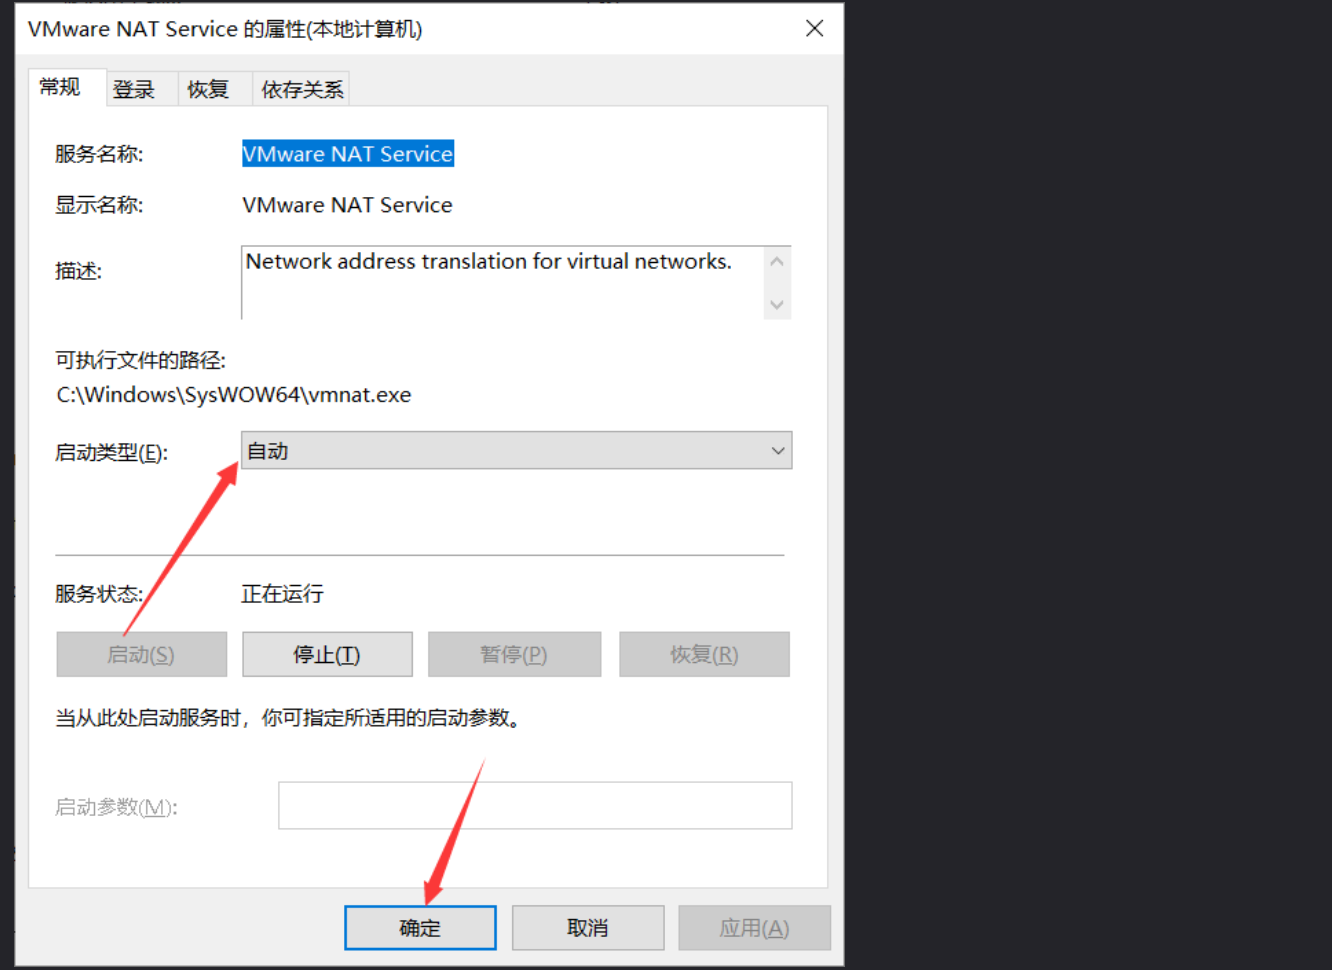 VMware NAT Service 的属性(本地计算机)
常规 登录 恢复 依存关系
服务名称: VMware NAT Service
显示名称: VMware NAT Service
描述: Network address translation for virtual networks.
可执行文件的路径:
C:\Windows\SysWOW64\vmnat.exe
启动类型(E): 自动
服务状态: 正在运行
启动(S) 停止(T) 暂停(P) 恢复(R)
当从此处启动服务时，你可指定所适用的启动参数。
启动参数(M):
确定 取消 应用(A)